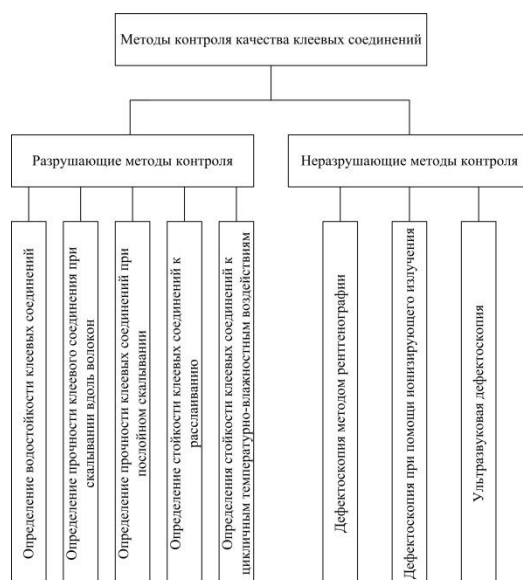 Методы контроля качества клеевых соединений
Разрушающие методы контроля
Неразрушающие методы контроля
Определение водостойкости клеевых соединений
Определение прочности клеевого соединения при
скалывании вдоль волокон
Определение прочности клеевых соединений при
послойном скалывании
Определение стойкости клеевых соединений к
расслаиванию
Определения стойкости клеевых соединений к
цикличным температурно-влажностным воздействиям
Дефектоскопия методом рентгенографии
Дефектоскопия при помощи ионизирующего излучения
Ультразвуковая дефектоскопия